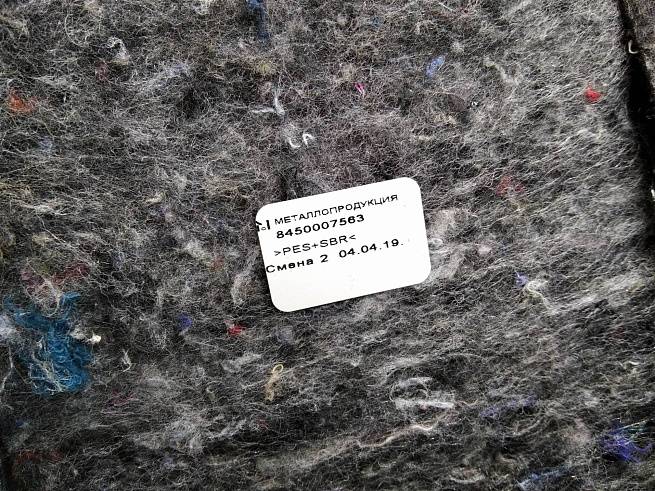 МЕТАЛЛОПРОДУКЦИЯ
8450007563
>PES+SBR<
Смена 2 04.04.19.